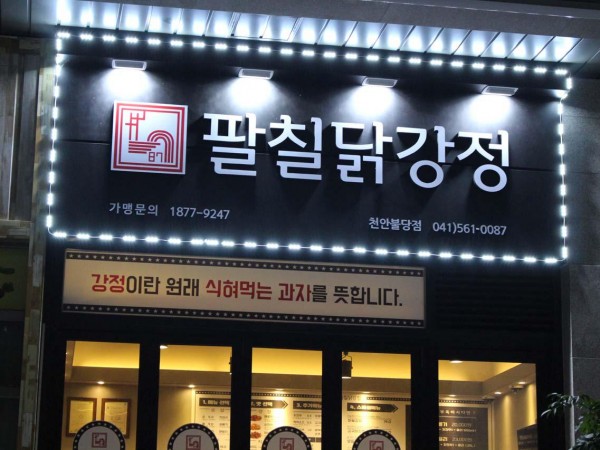 87
팔칠닭강정
가맹문의 1877-9247
천안불당점 041)561-0087
강정이란 원래 식혀먹는 과자를 뜻합니다.